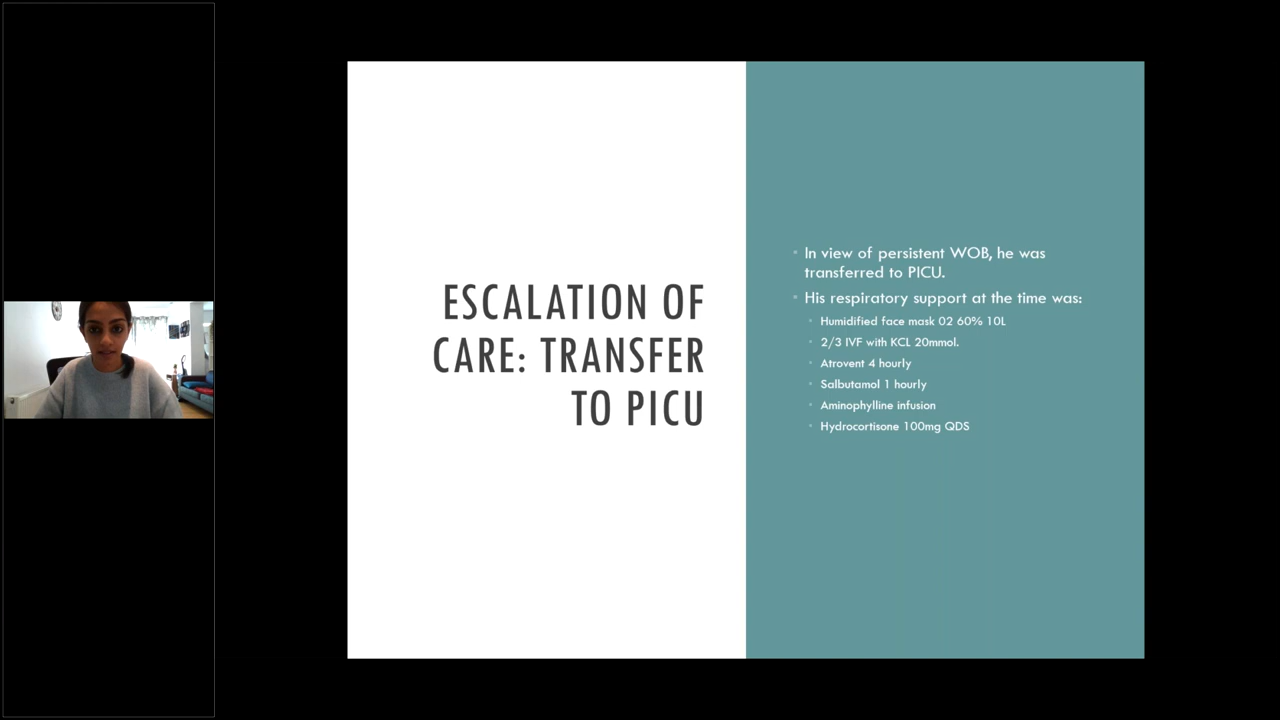 ESCALATION OF
CARE: TRANSFER
TO PICU
In view of persistent WOB, he was
transferred to PICU.
His respiratory support at the time was:
Humidified face mask 02 60% 10L
2/3 IVF with KCL 20mmol.
Atrovent 4 hourly
Salbutamol 1 hourly
Aminophylline infusion
Hydrocortisone 100mg QDS